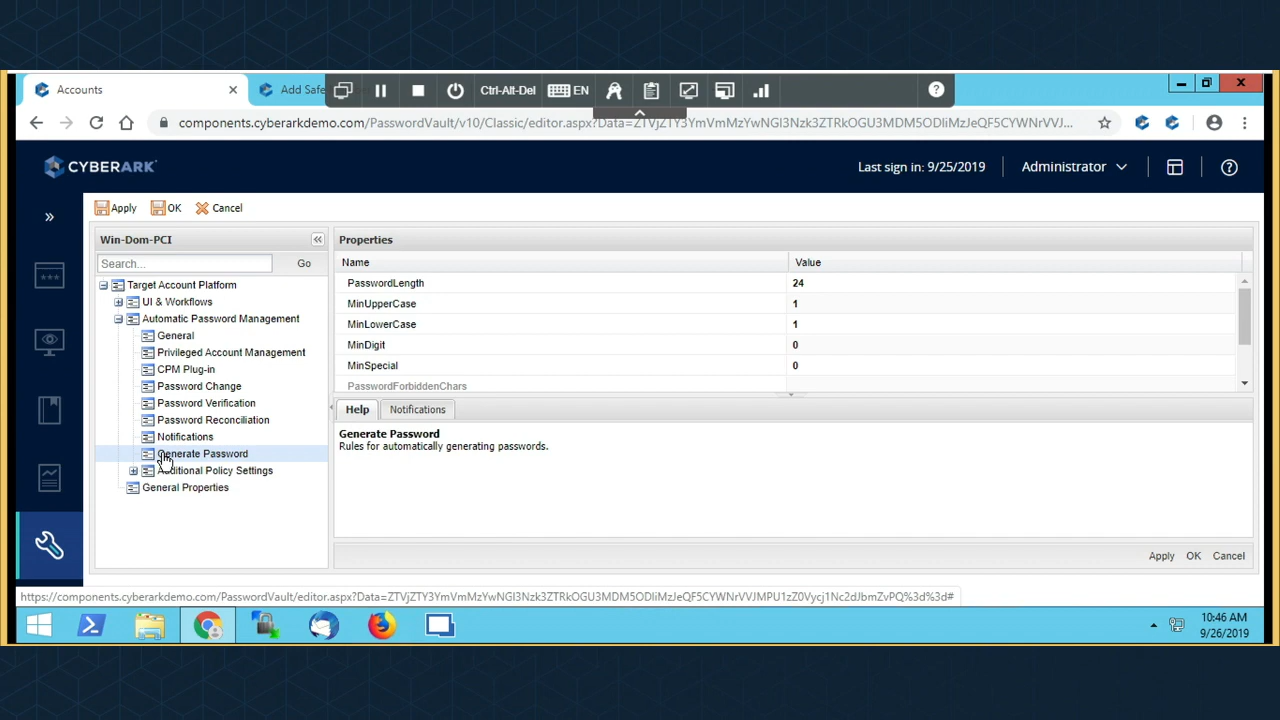 Accounts
Add Safe
Ctrl-Alt-Del
EN
components.cyberarkdemo.com/PasswordVault/v10/Classic/editor.aspx?Data=ZTVjZTY3YmVmMzYwNGI3Nzk3ZTRkOGU3MDM5ODliMzJeQF5CYWNrVVJ...
CYBERARK
Last sign in: 9/25/2019
Administrator
Apply
OK
Cancel
Win-Dom-PCI
Search...
Go
Target Account Platform
UI & Workflows
Automatic Password Management
General
Privileged Account Management
CPM Plug-in
Password Change
Password Verification
Password Reconciliation
Notifications
Generate Password
Additional Policy Settings
General Properties
Properties
Name
Value
PasswordLength
24
MinUpperCase
1
MinLowerCase
1
MinDigit
0
MinSpecial
0
PasswordForbiddenChars
Help
Notifications
Generate Password
Rules for automatically generating passwords.
Apply
OK
Cancel
https://components.cyberarkdemo.com/PasswordVault/editor.aspx?Data=ZTVjZTY3YmVmMzYwNGI3Nzk3ZTRkOGU3MDM5ODliMzJeQF5CYWNrVVJMPU1zZ0Vycj1Nc2dJbmZvPQ%3d%3d#
10:46 AM
9/26/2019